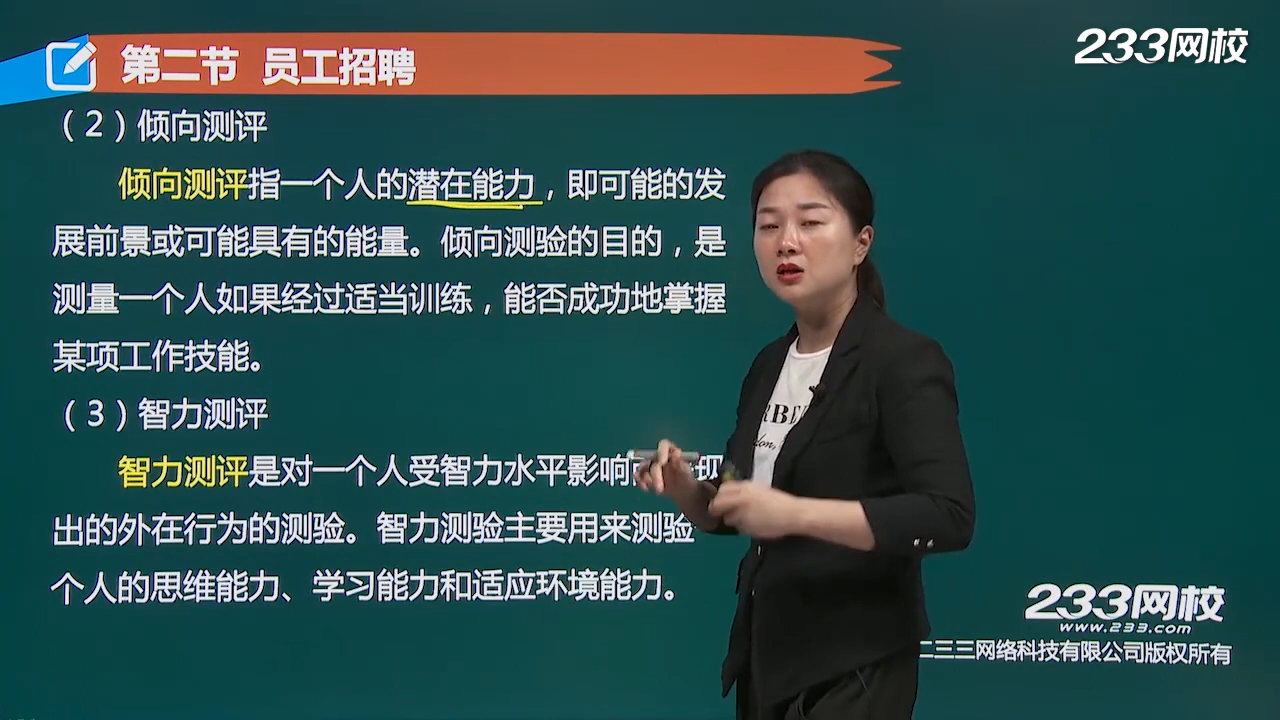 第二节 员工招聘
233网校
（2）倾向测评
倾向测评指一个人的潜在能力，即可能的发
展前景或可能具有的能量。倾向测验的目的，是
测量一个人如果经过适当训练，能否成功地掌握
某项工作技能。
（3）智力测评
智力测评是对一个人受智力水平影响
出的外在行为的测验。智力测验主要用来测验
个人的思维能力、学习能力和适应环境能力。
233网校
www.233.com
二三三网络科技有限公司版权所有